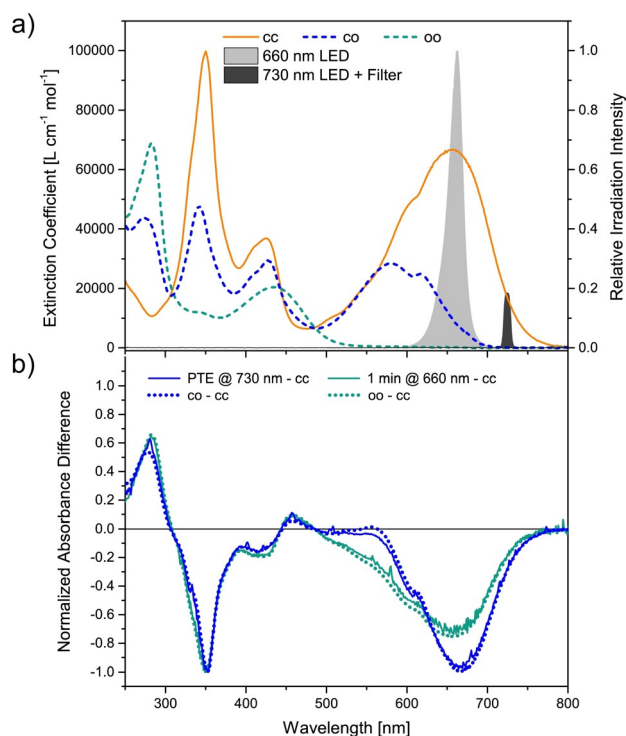 a)
cc co oo
660 nm LED
730 nm LED + Filter
Extinction Coefficient [L cm⁻¹ mol⁻¹]
100000
80000
60000
40000
20000
0
1.0
0.8
0.6
0.4
0.2
0.0
Relative Irradiation Intensity
b)
PTE @ 730 nm - cc 1 min @ 660 nm - cc
co - cc oo - cc
Normalized Absorbance Difference
1.0
0.8
0.6
0.4
0.2
0.0
-0.2
-0.4
-0.6
-0.8
-1.0
300 400 500 600 700 800
Wavelength [nm]